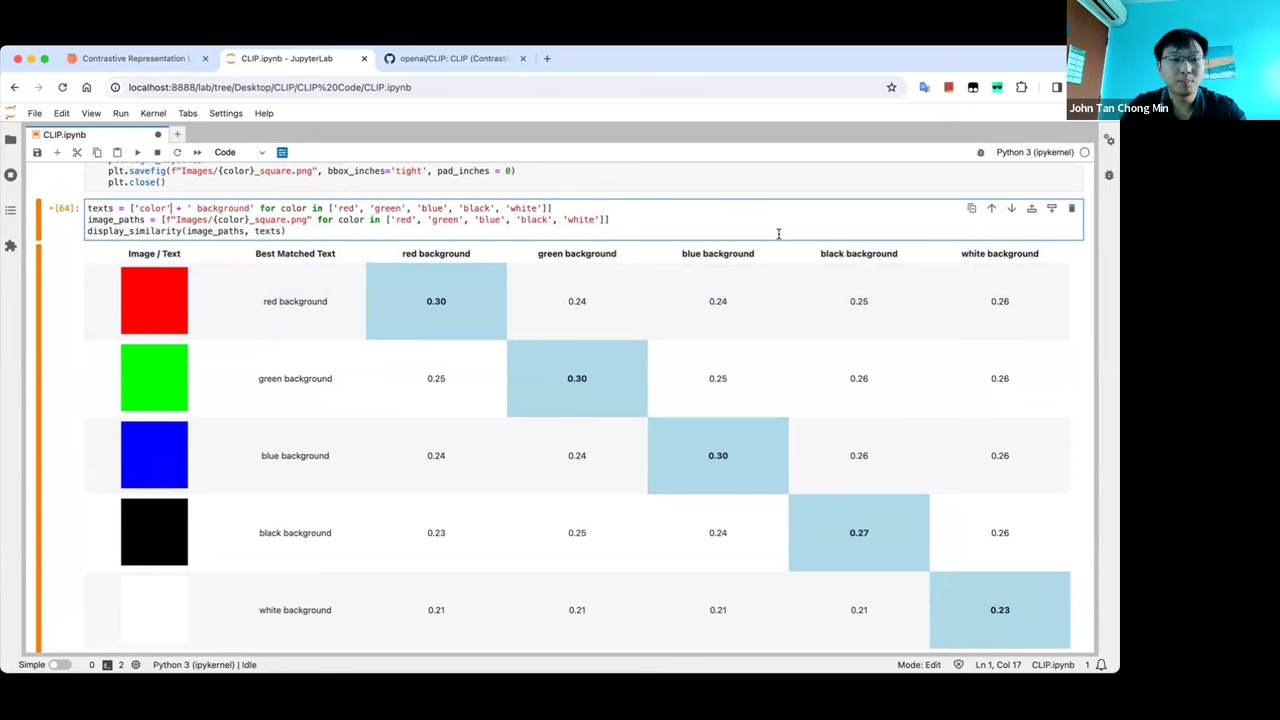 Contrastive Representation L
CLIP.ipynb - JupyterLab
openai/CLIP: CLIP (Contrasti
localhost:8888/lab/tree/Desktop/CLIP/CLIP%20Code/CLIP.ipynb
John Tan Chong Min
File Edit View Run Kernel Tabs Settings Help
CLIP.ipynb
Code
Python 3 (ipykernel)
plt.savefig(f"Images/{color}_square.png", bbox_inches='tight', pad_inches = 0)
plt.close()
[64]:
texts = ['color' + ' background' for color in ['red', 'green', 'blue', 'black', 'white']]
image_paths = [f"Images/{color}_square.png" for color in ['red', 'green', 'blue', 'black', 'white']]
display_similarity(image_paths, texts)
Image / Text Best Matched Text red background green background blue background black background white background
red background 0.30 0.24 0.24 0.25 0.26
green background 0.25 0.30 0.25 0.26 0.26
blue background 0.24 0.24 0.30 0.26 0.26
black background 0.23 0.25 0.24 0.27 0.26
white background 0.21 0.21 0.21 0.21 0.23
Simple 0 2 Python 3 (ipykernel) | Idle Mode: Edit Ln 1, Col 17 CLIP.ipynb 1